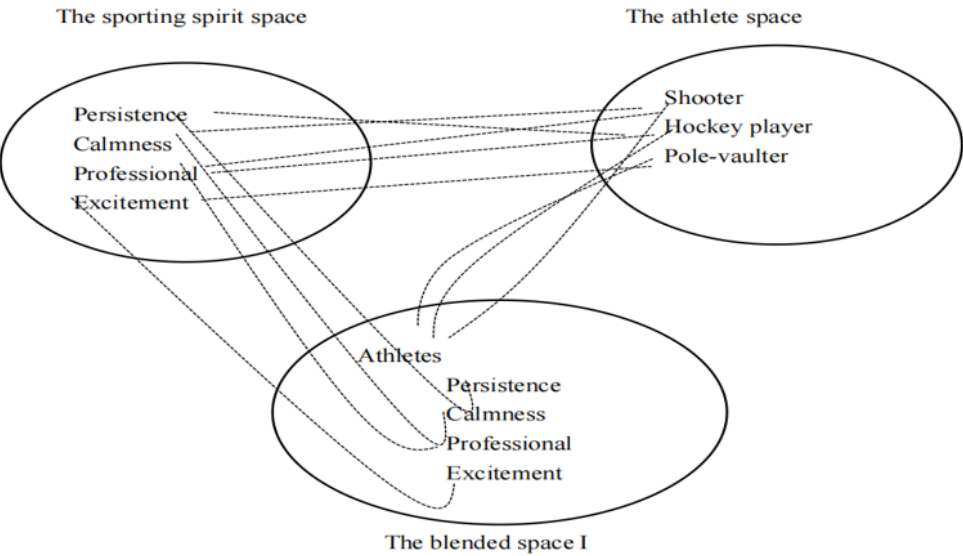 The sporting spirit space
The athlete space
Persistence
Calmness
Professional
Excitement
Shooter
Hockey player
Pole-vaulter
Athletes
Persistence
Calmness
Professional
Excitement
The blended space I